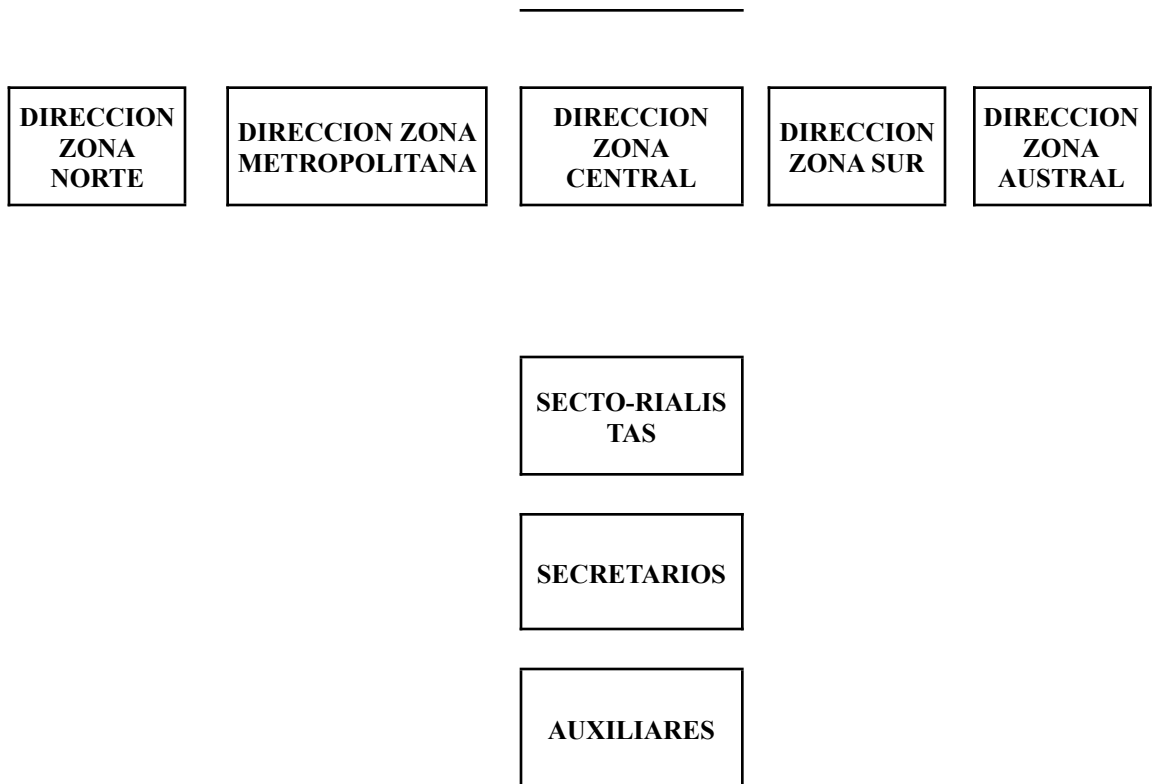 DIRECCION
ZONA
NORTE
DIRECCION ZONA
METROPOLITANA
DIRECCION
ZONA
CENTRAL
DIRECCION
ZONA SUR
DIRECCION
ZONA
AUSTRAL
SECTO-RIALIS
TAS
SECRETARIOS
AUXILIARES